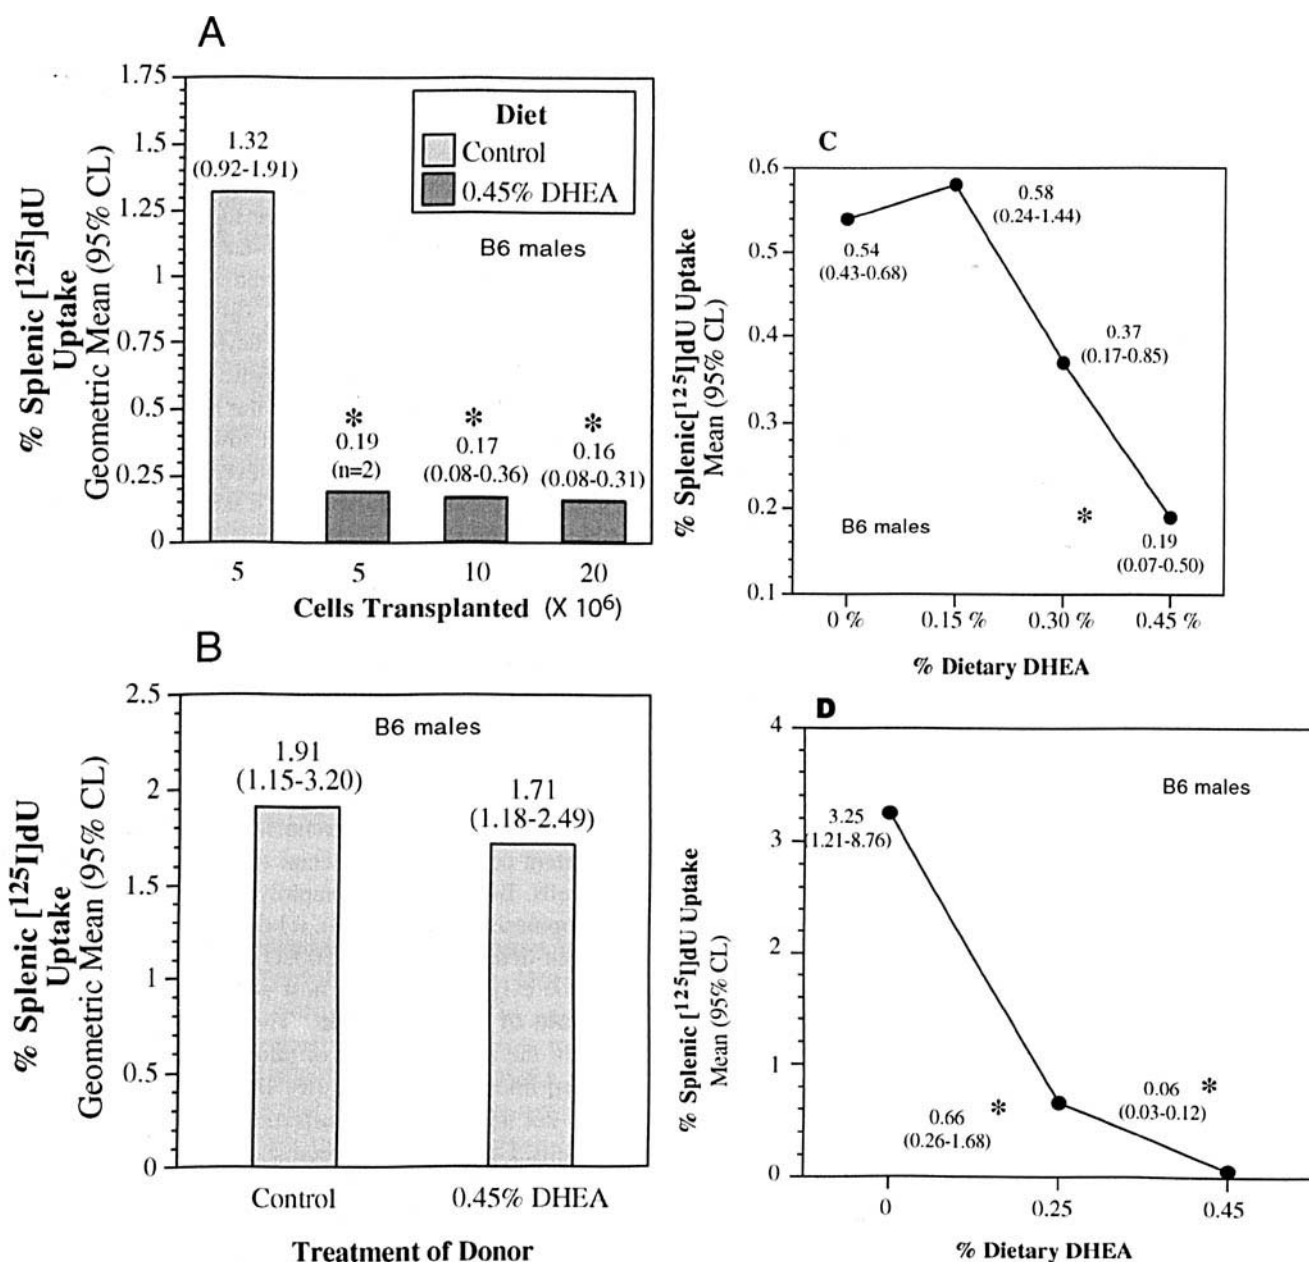 A
% Splenic [125I]dU
Uptake
Geometric Mean (95% CL)
1.75
1.5
1.25
1
0.75
0.5
0.25
0
1.32
(0.92-1.91)
Diet
Control
0.45% DHEA
B6 males
*
0.19
(n=2)
*
0.17
(0.08-0.36)
*
0.16
(0.08-0.31)
5
5
10
20
Cells Transplanted (X 10⁶)
B
% Splenic [125I]dU
Uptake
Geometric Mean (95% CL)
2.5
2
1.5
1
0.5
0
B6 males
1.91
(1.15-3.20)
1.71
(1.18-2.49)
Control
0.45% DHEA
Treatment of Donor
C
% Splenic[125I]dU Uptake
Mean (95% CL)
0.6
0.5
0.4
0.3
0.2
0.1
0.54
(0.43-0.68)
0.58
(0.24-1.44)
0.37
(0.17-0.85)
*
0.19
(0.07-0.50)
B6 males
0 %
0.15 %
0.30 %
0.45 %
% Dietary DHEA
D
% Splenic [125I]dU Uptake
Mean (95% CL)
4
3
2
1
0
B6 males
3.25
(1.21-8.76)
0.66
(0.26-1.68)
*
0.06
(0.03-0.12)
*
0
0.25
0.45
% Dietary DHEA